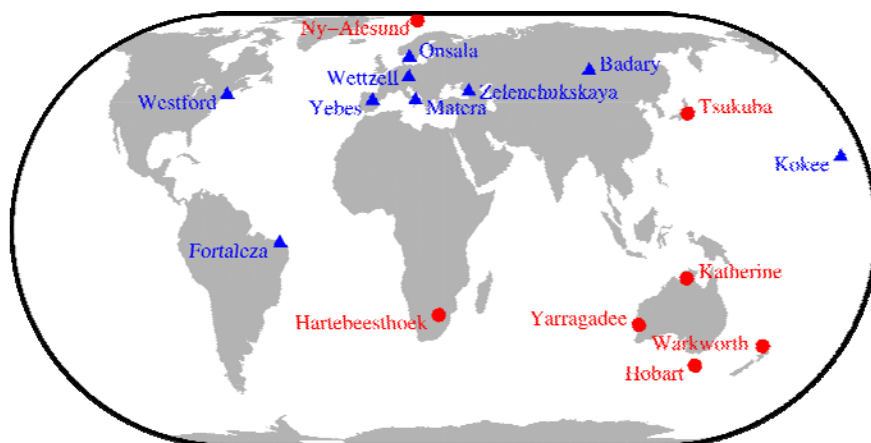 Ny-Alesund
Onsala
Badary
Wettzell
Westford
Zelenchukskaya
Yebes
Matera
Tsukuba
Kokee
Fortaleza
Katherine
Hartebeesthoek
Yarragadee
Warkworth
Hobart